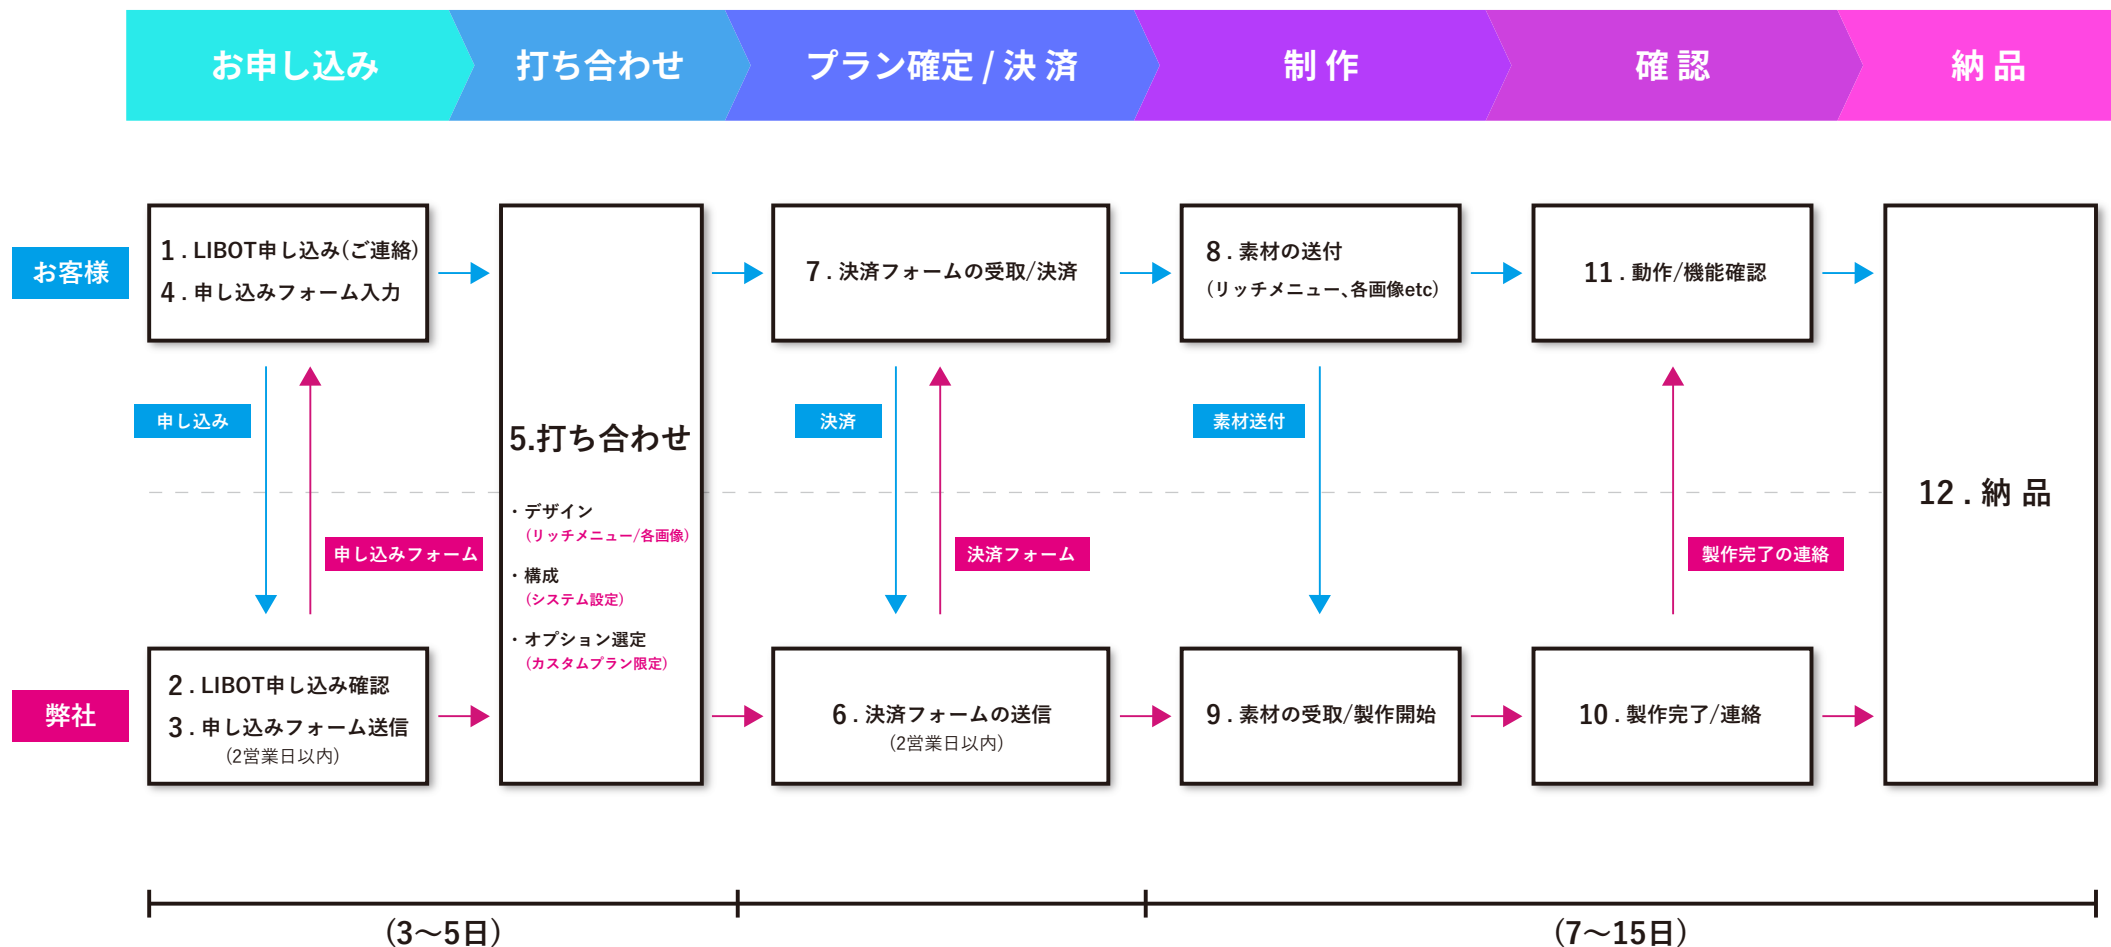 お申し込み
打ち合わせ
プラン確定 / 決 済
制 作
確 認
納 品
お客様
1 . LIBOT申し込み(ご連絡)
4 . 申し込みフォーム入力
7 . 決済フォームの受取/決済
8 . 素材の送付
(リッチメニュー、各画像etc)
11 . 動作/機能確認
申し込み
申し込みフォーム
5.打ち合わせ
・デザイン
(リッチメニュー/各画像)
・構成
(システム設定)
・オプション選定
(カスタムプラン限定)
決済
決済フォーム
素材送付
製作完了の連絡
12 . 納 品
弊社
2 . LIBOT申し込み確認
3 . 申し込みフォーム送信
(2営業日以内)
6 . 決済フォームの送信
(2営業日以内)
9 . 素材の受取/製作開始
10 . 製作完了/連絡
(3〜5日)
(7〜15日)